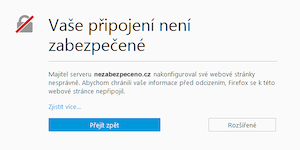 Vaše připojení není
zabezpečené
Majitel serveru nezabezpeceno.cz nakonfiguroval své webové stránky
nesprávně. Abychom chránili vaše informace před odcizením, Firefox se k této
webové stránce nepřipojil.
Zjistit více...
Přejít zpět
Rozšířené